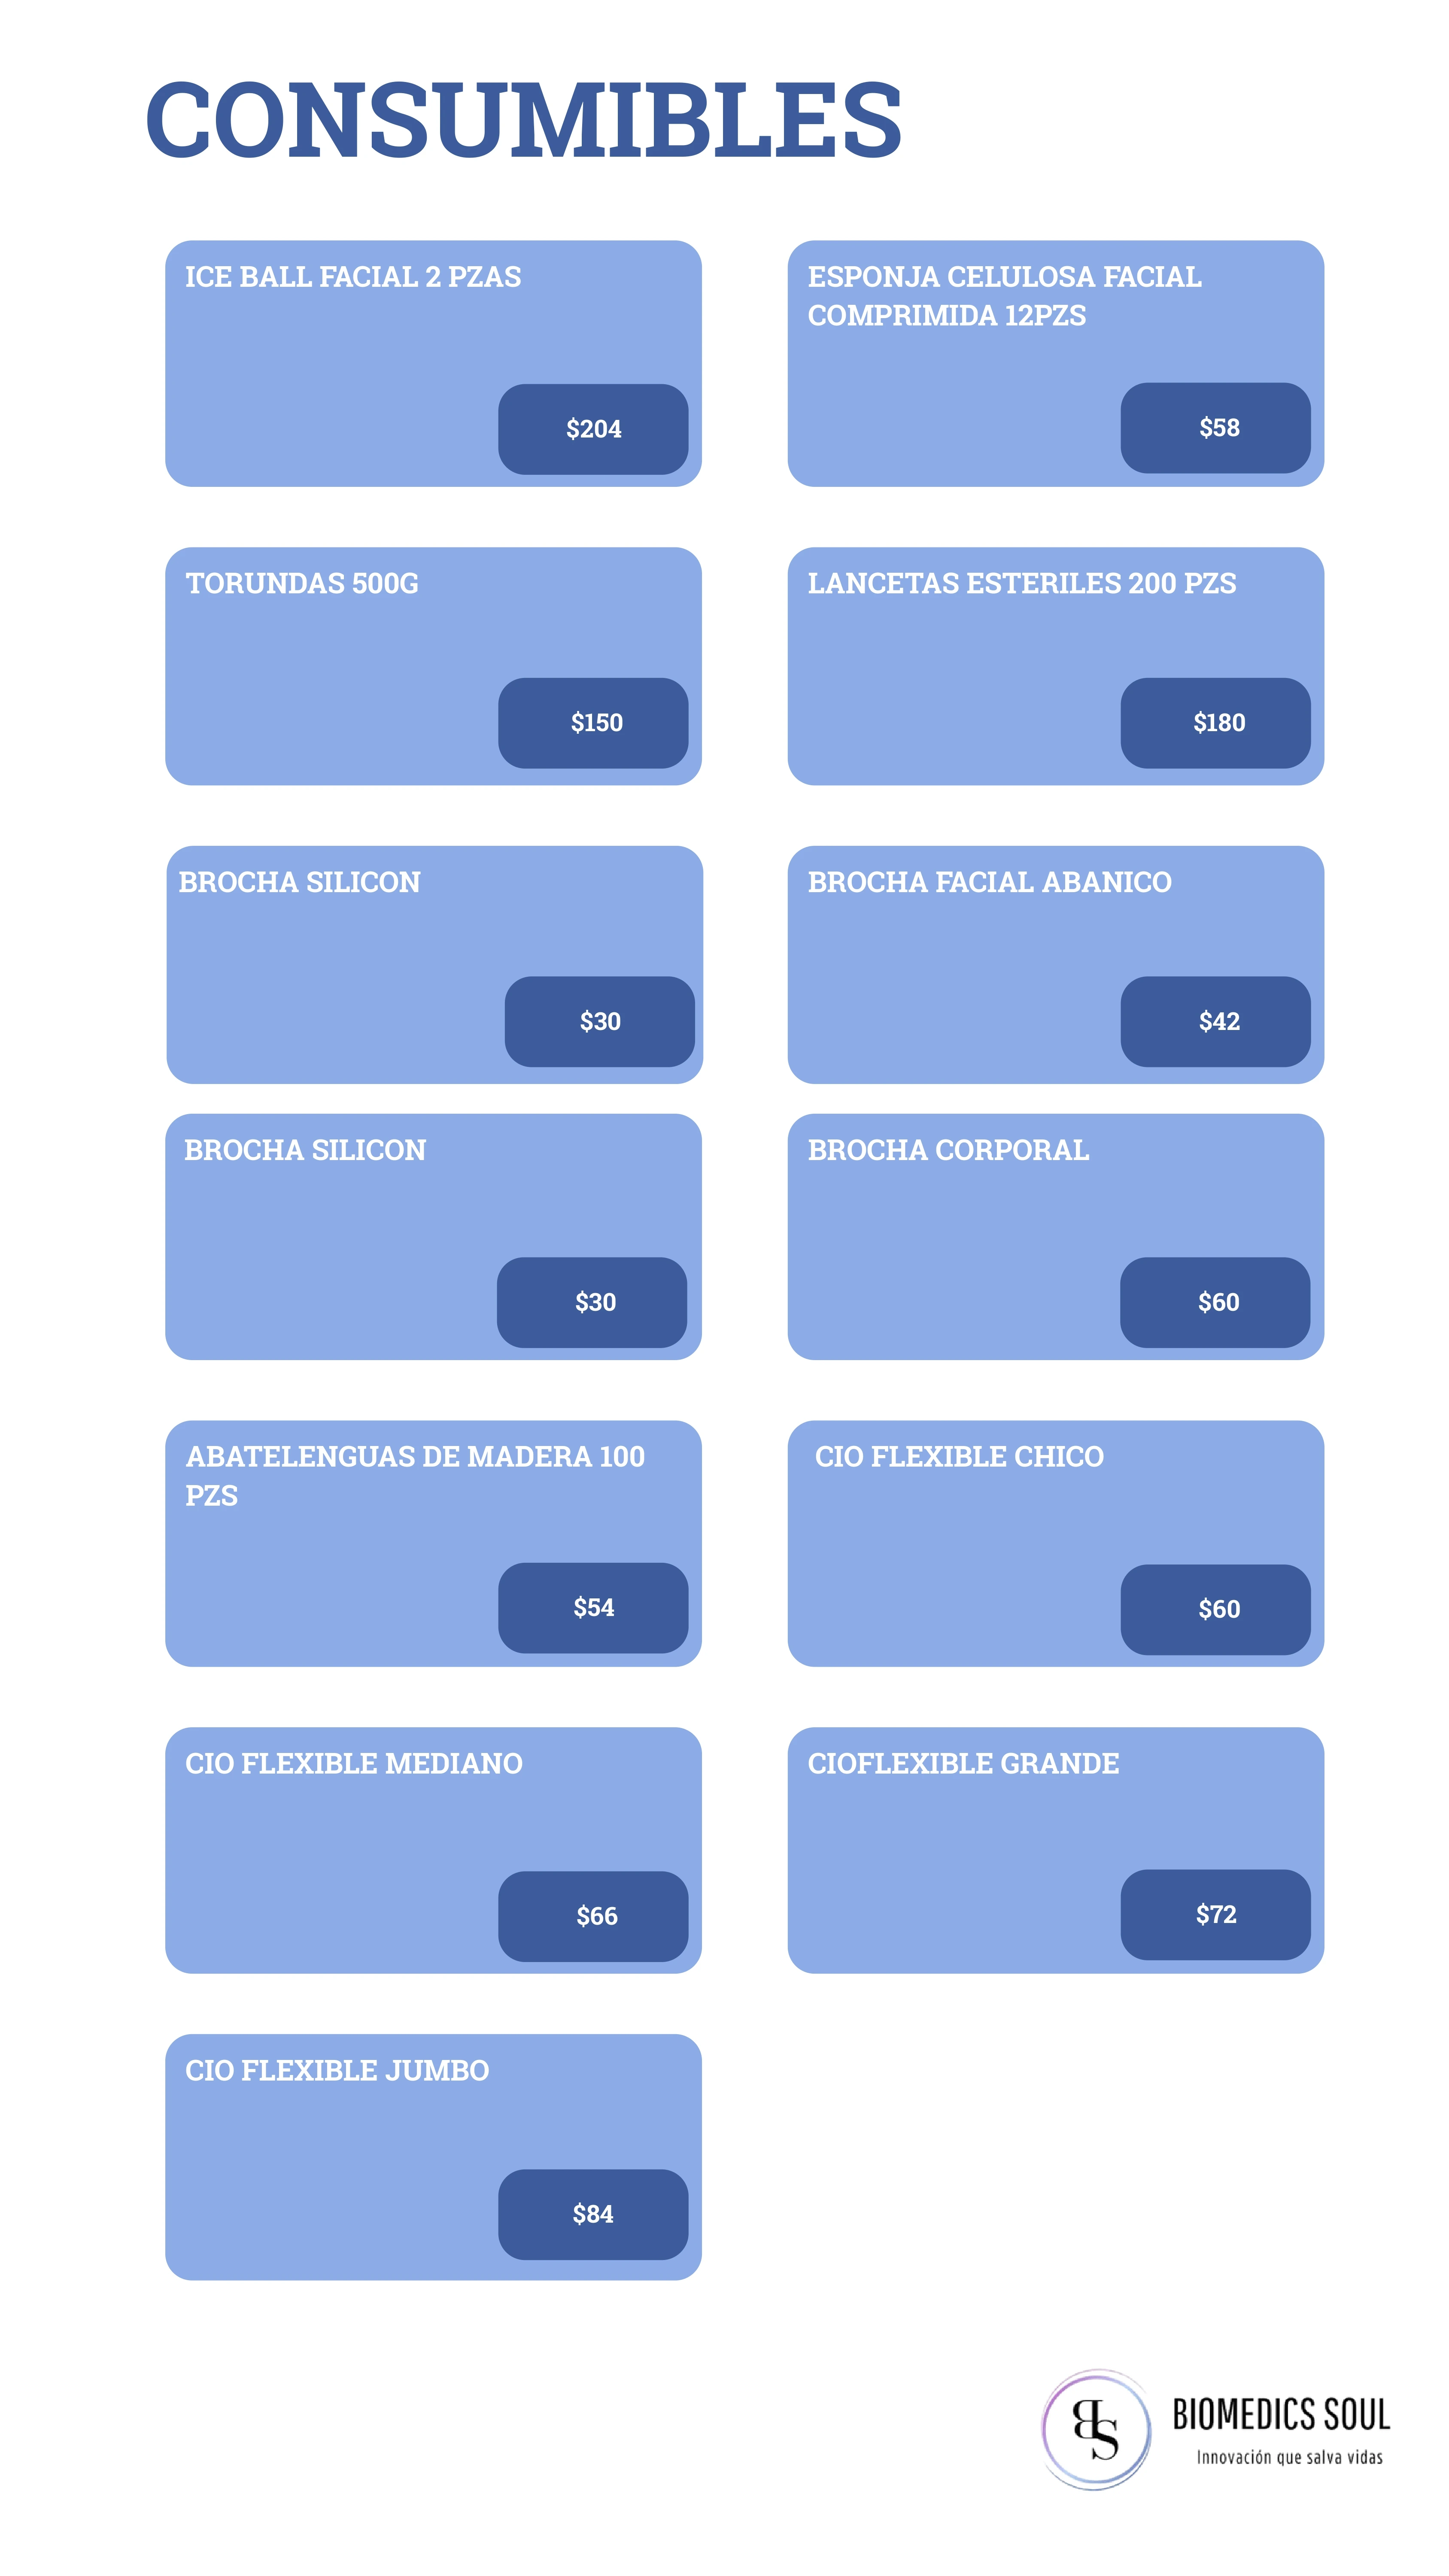 CONSUMIBLES
ICE BALL FACIAL 2 PZAS
$204
ESPONJA CELULOSA FACIAL
COMPRIMIDA 12PZS
$58
TORUNDAS 500G
$150
LANCETAS ESTERILES 200 PZS
$180
BROCHA SILICON
$30
BROCHA FACIAL ABANICO
$42
BROCHA SILICON
$30
BROCHA CORPORAL
$60
ABATELENGUAS DE MADERA 100
PZS
$54
CIO FLEXIBLE CHICO
$60
CIO FLEXIBLE MEDIANO
$66
CIOFLEXIBLE GRANDE
$72
CIO FLEXIBLE JUMBO
$84
BS
BIOMEDICS SOUL
Innovación que salva vidas